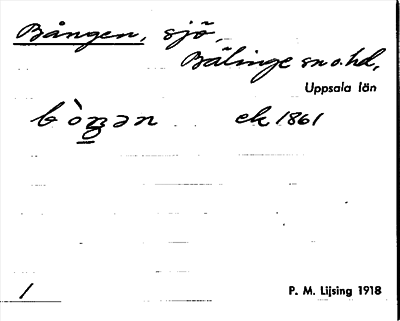 Bången, sjö,
Bälinge sn o. hd,
Uppsala län
bòŋən ek 1861
1
P. M. Lijsing 1918